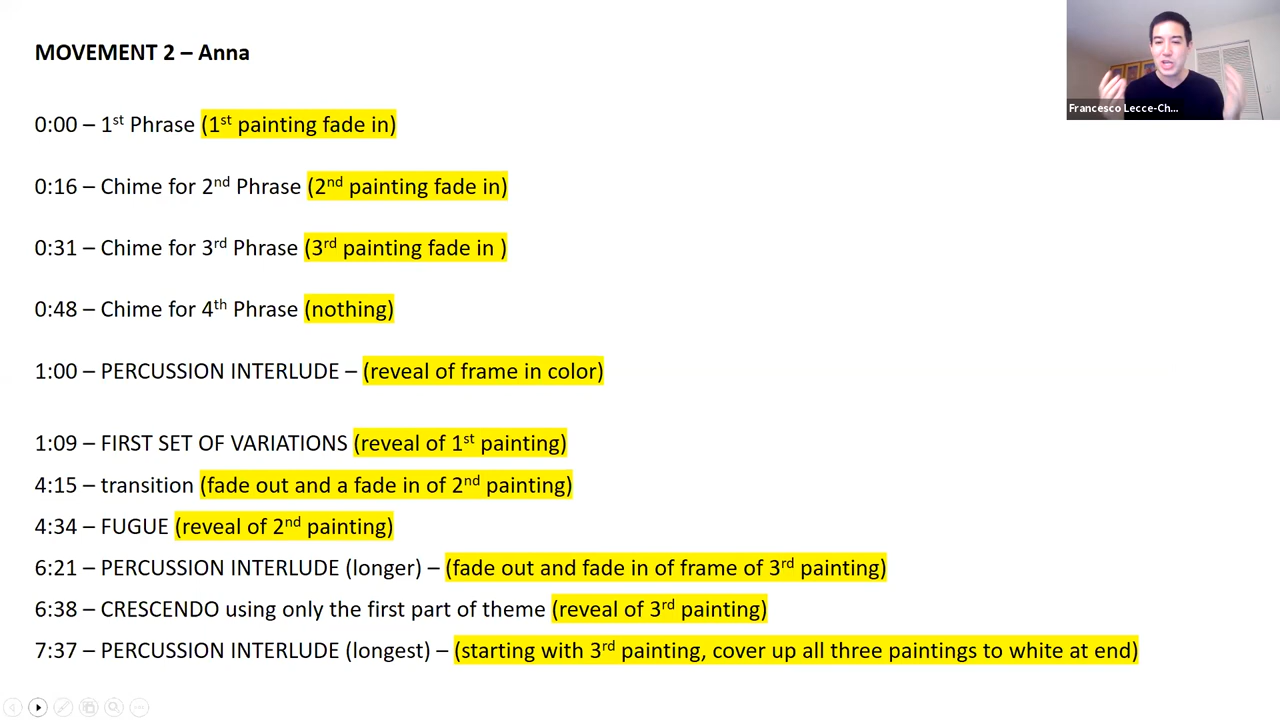 MOVEMENT 2 – Anna
0:00 – 1st Phrase (1st painting fade in)
0:16 – Chime for 2nd Phrase (2nd painting fade in)
0:31 – Chime for 3rd Phrase (3rd painting fade in )
0:48 – Chime for 4th Phrase (nothing)
1:00 – PERCUSSION INTERLUDE – (reveal of frame in color)
1:09 – FIRST SET OF VARIATIONS (reveal of 1st painting)
4:15 – transition (fade out and a fade in of 2nd painting)
4:34 – FUGUE (reveal of 2nd painting)
6:21 – PERCUSSION INTERLUDE (longer) – (fade out and fade in of frame of 3rd painting)
6:38 – CRESCENDO using only the first part of theme (reveal of 3rd painting)
7:37 – PERCUSSION INTERLUDE (longest) – (starting with 3rd painting, cover up all three paintings to white at end)
Francesco Lecce-Ch...